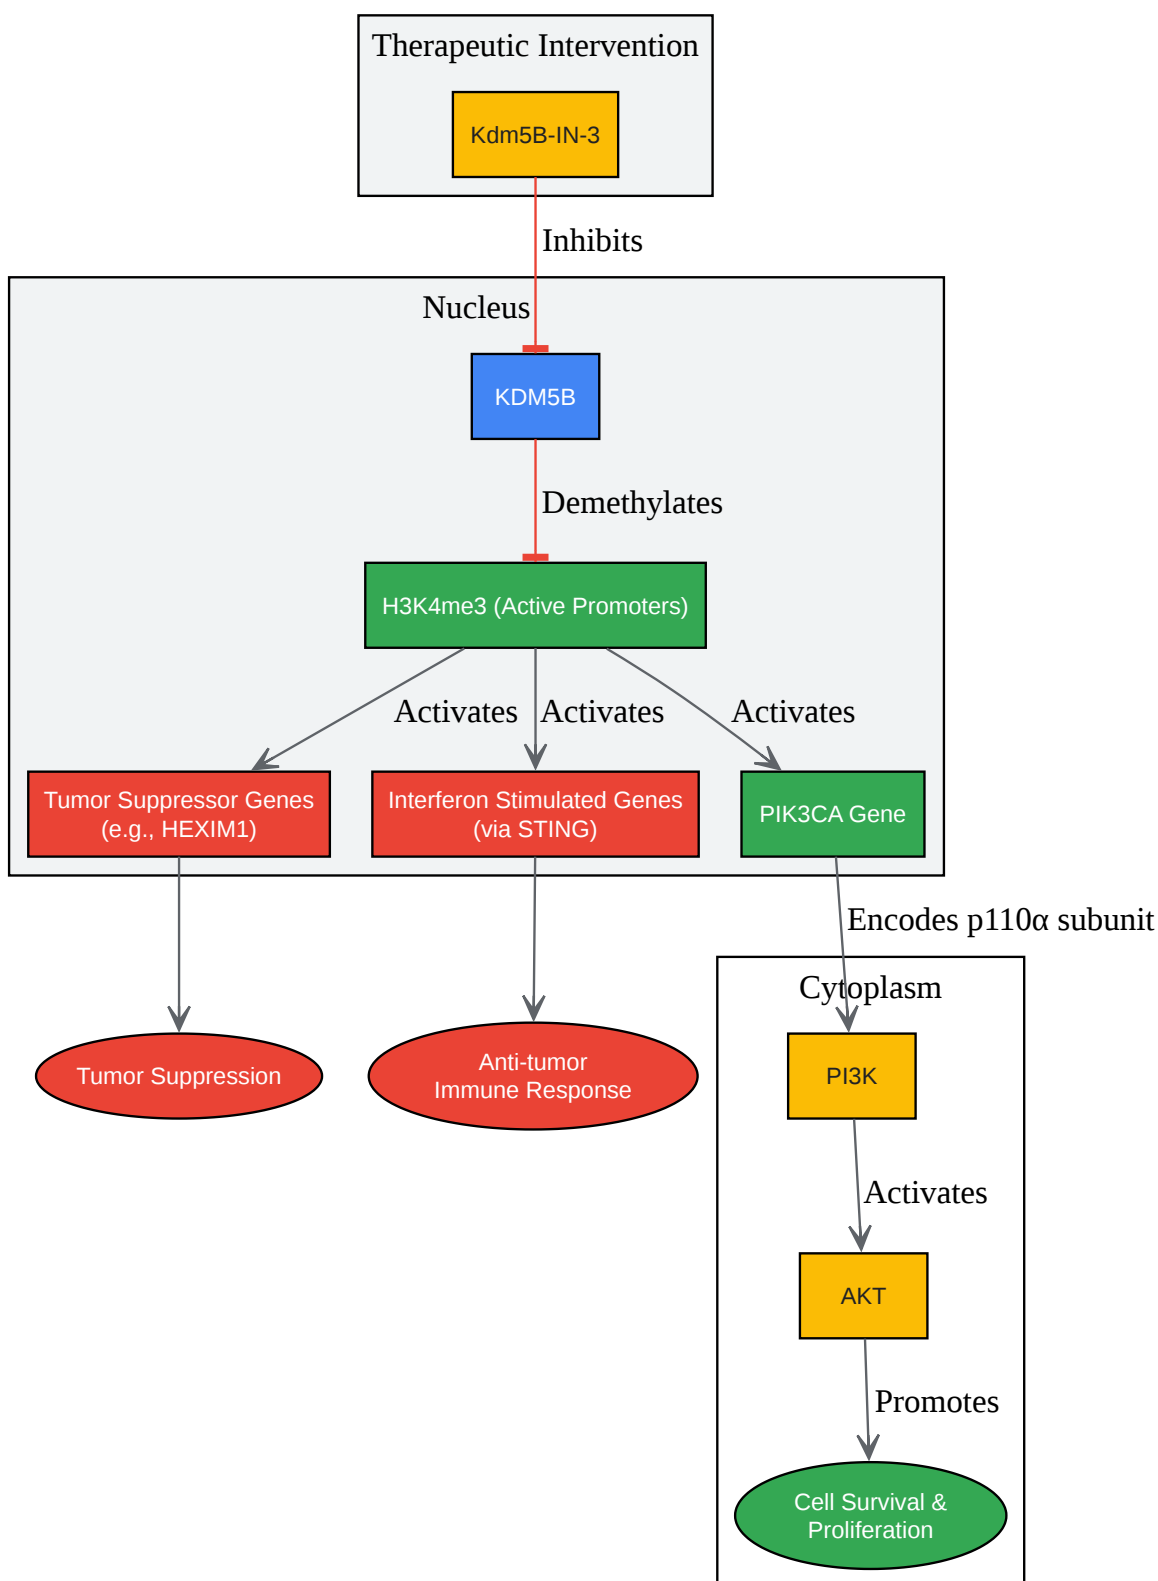 Therapeutic Intervention
Kdm5B-IN-3
Inhibits
Nucleus
KDM5B
Demethylates
H3K4me3 (Active Promoters)
Activates
Activates
Activates
Tumor Suppressor Genes
(e.g., HEXIM1)
Interferon Stimulated Genes
(via STING)
PIK3CA Gene
Encodes p110α subunit
Cytoplasm
Tumor Suppression
Anti-tumor
Immune Response
PI3K
Activates
AKT
Promotes
Cell Survival &
Proliferation